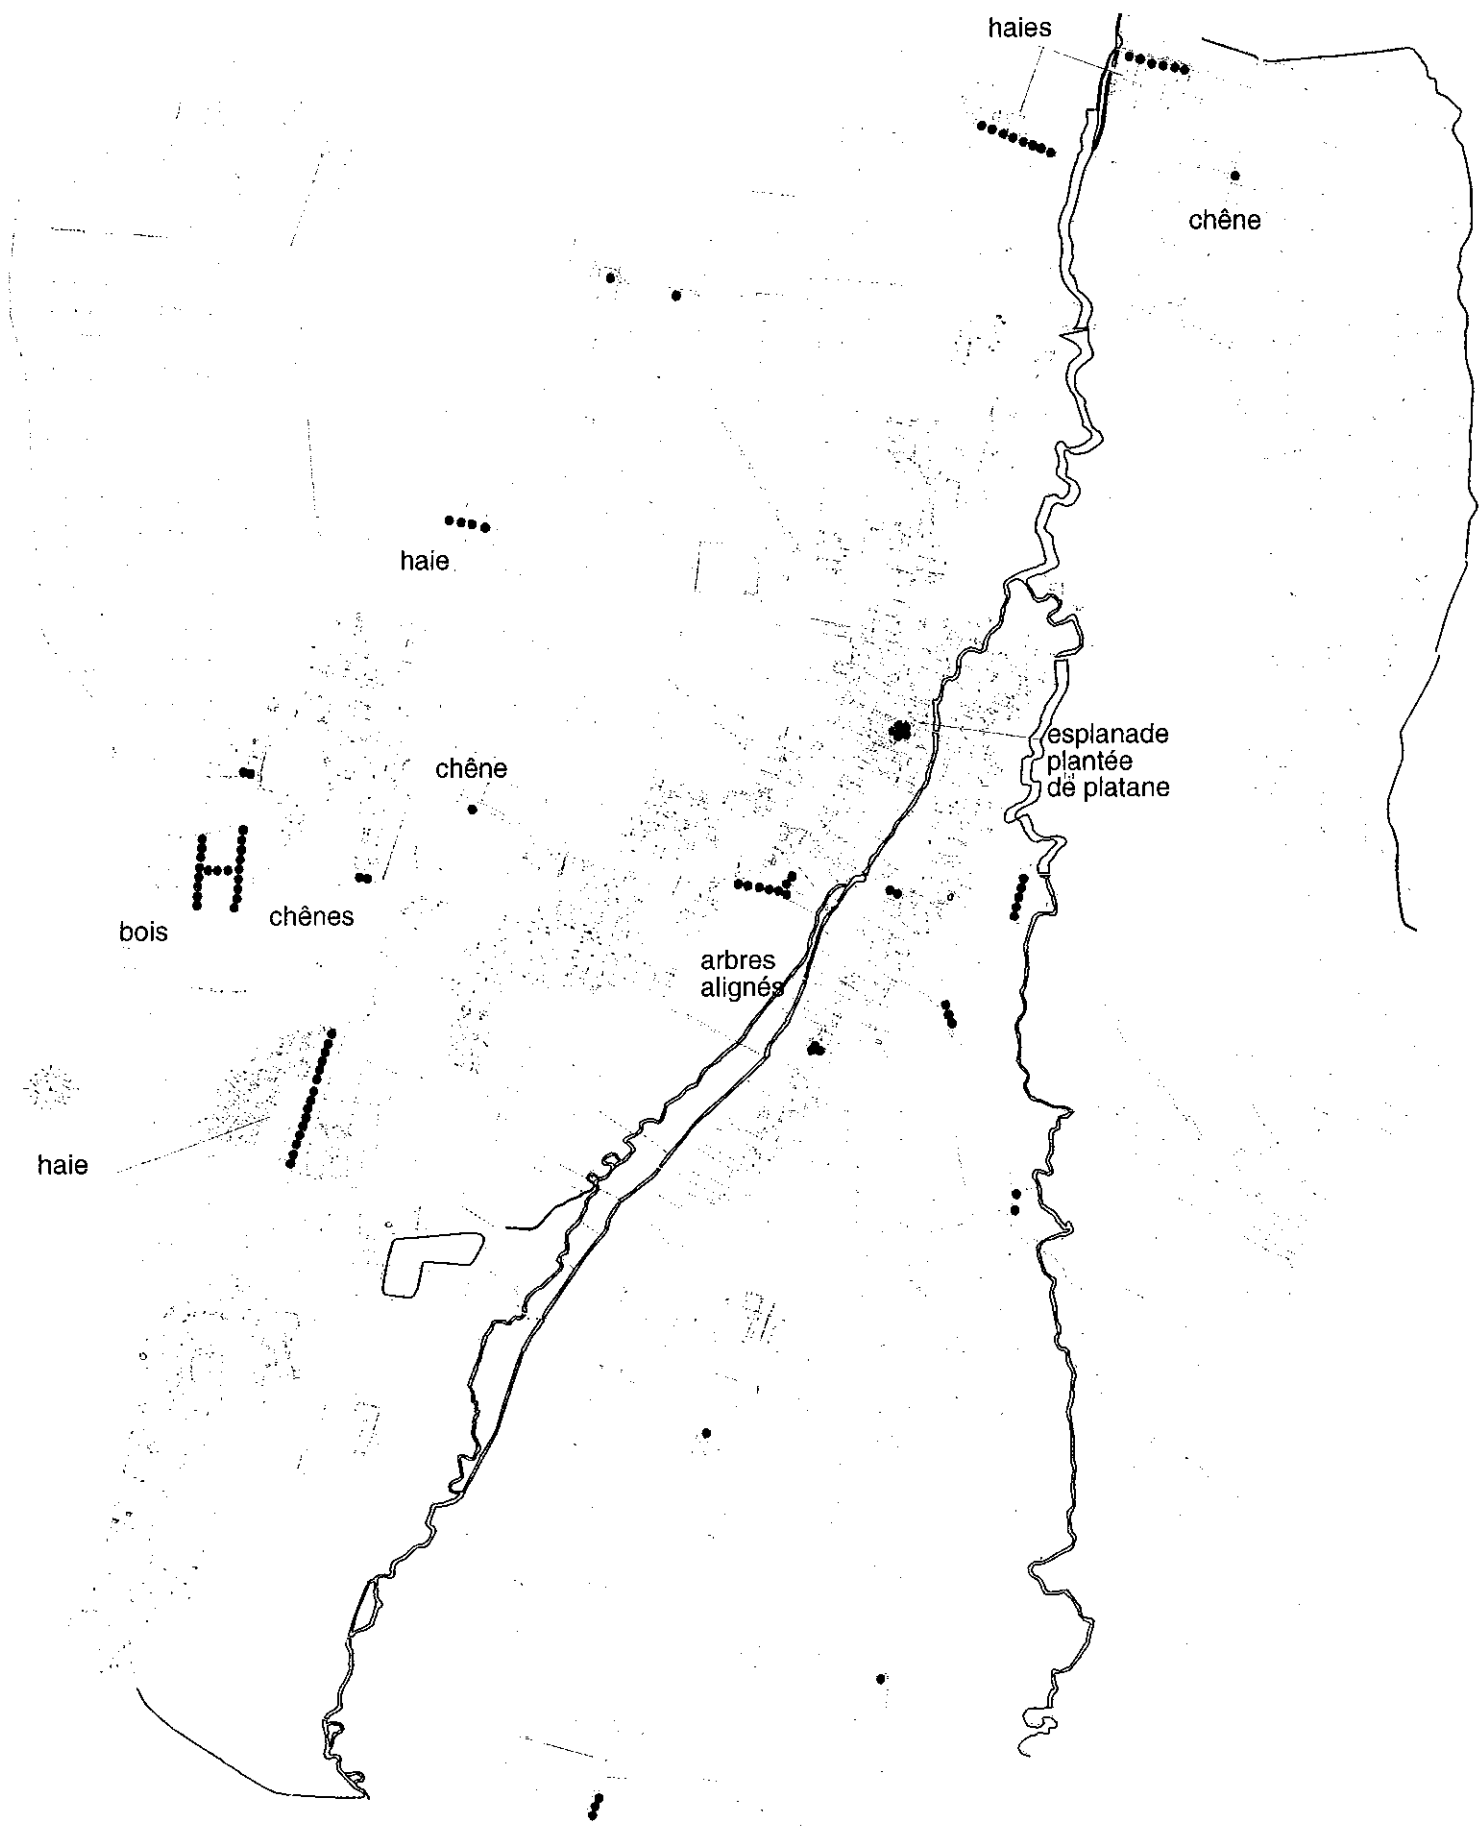 haies
chêne
haie
esplanade
plantée
de platane
chêne
chênes
bois
arbres
alignés
haie